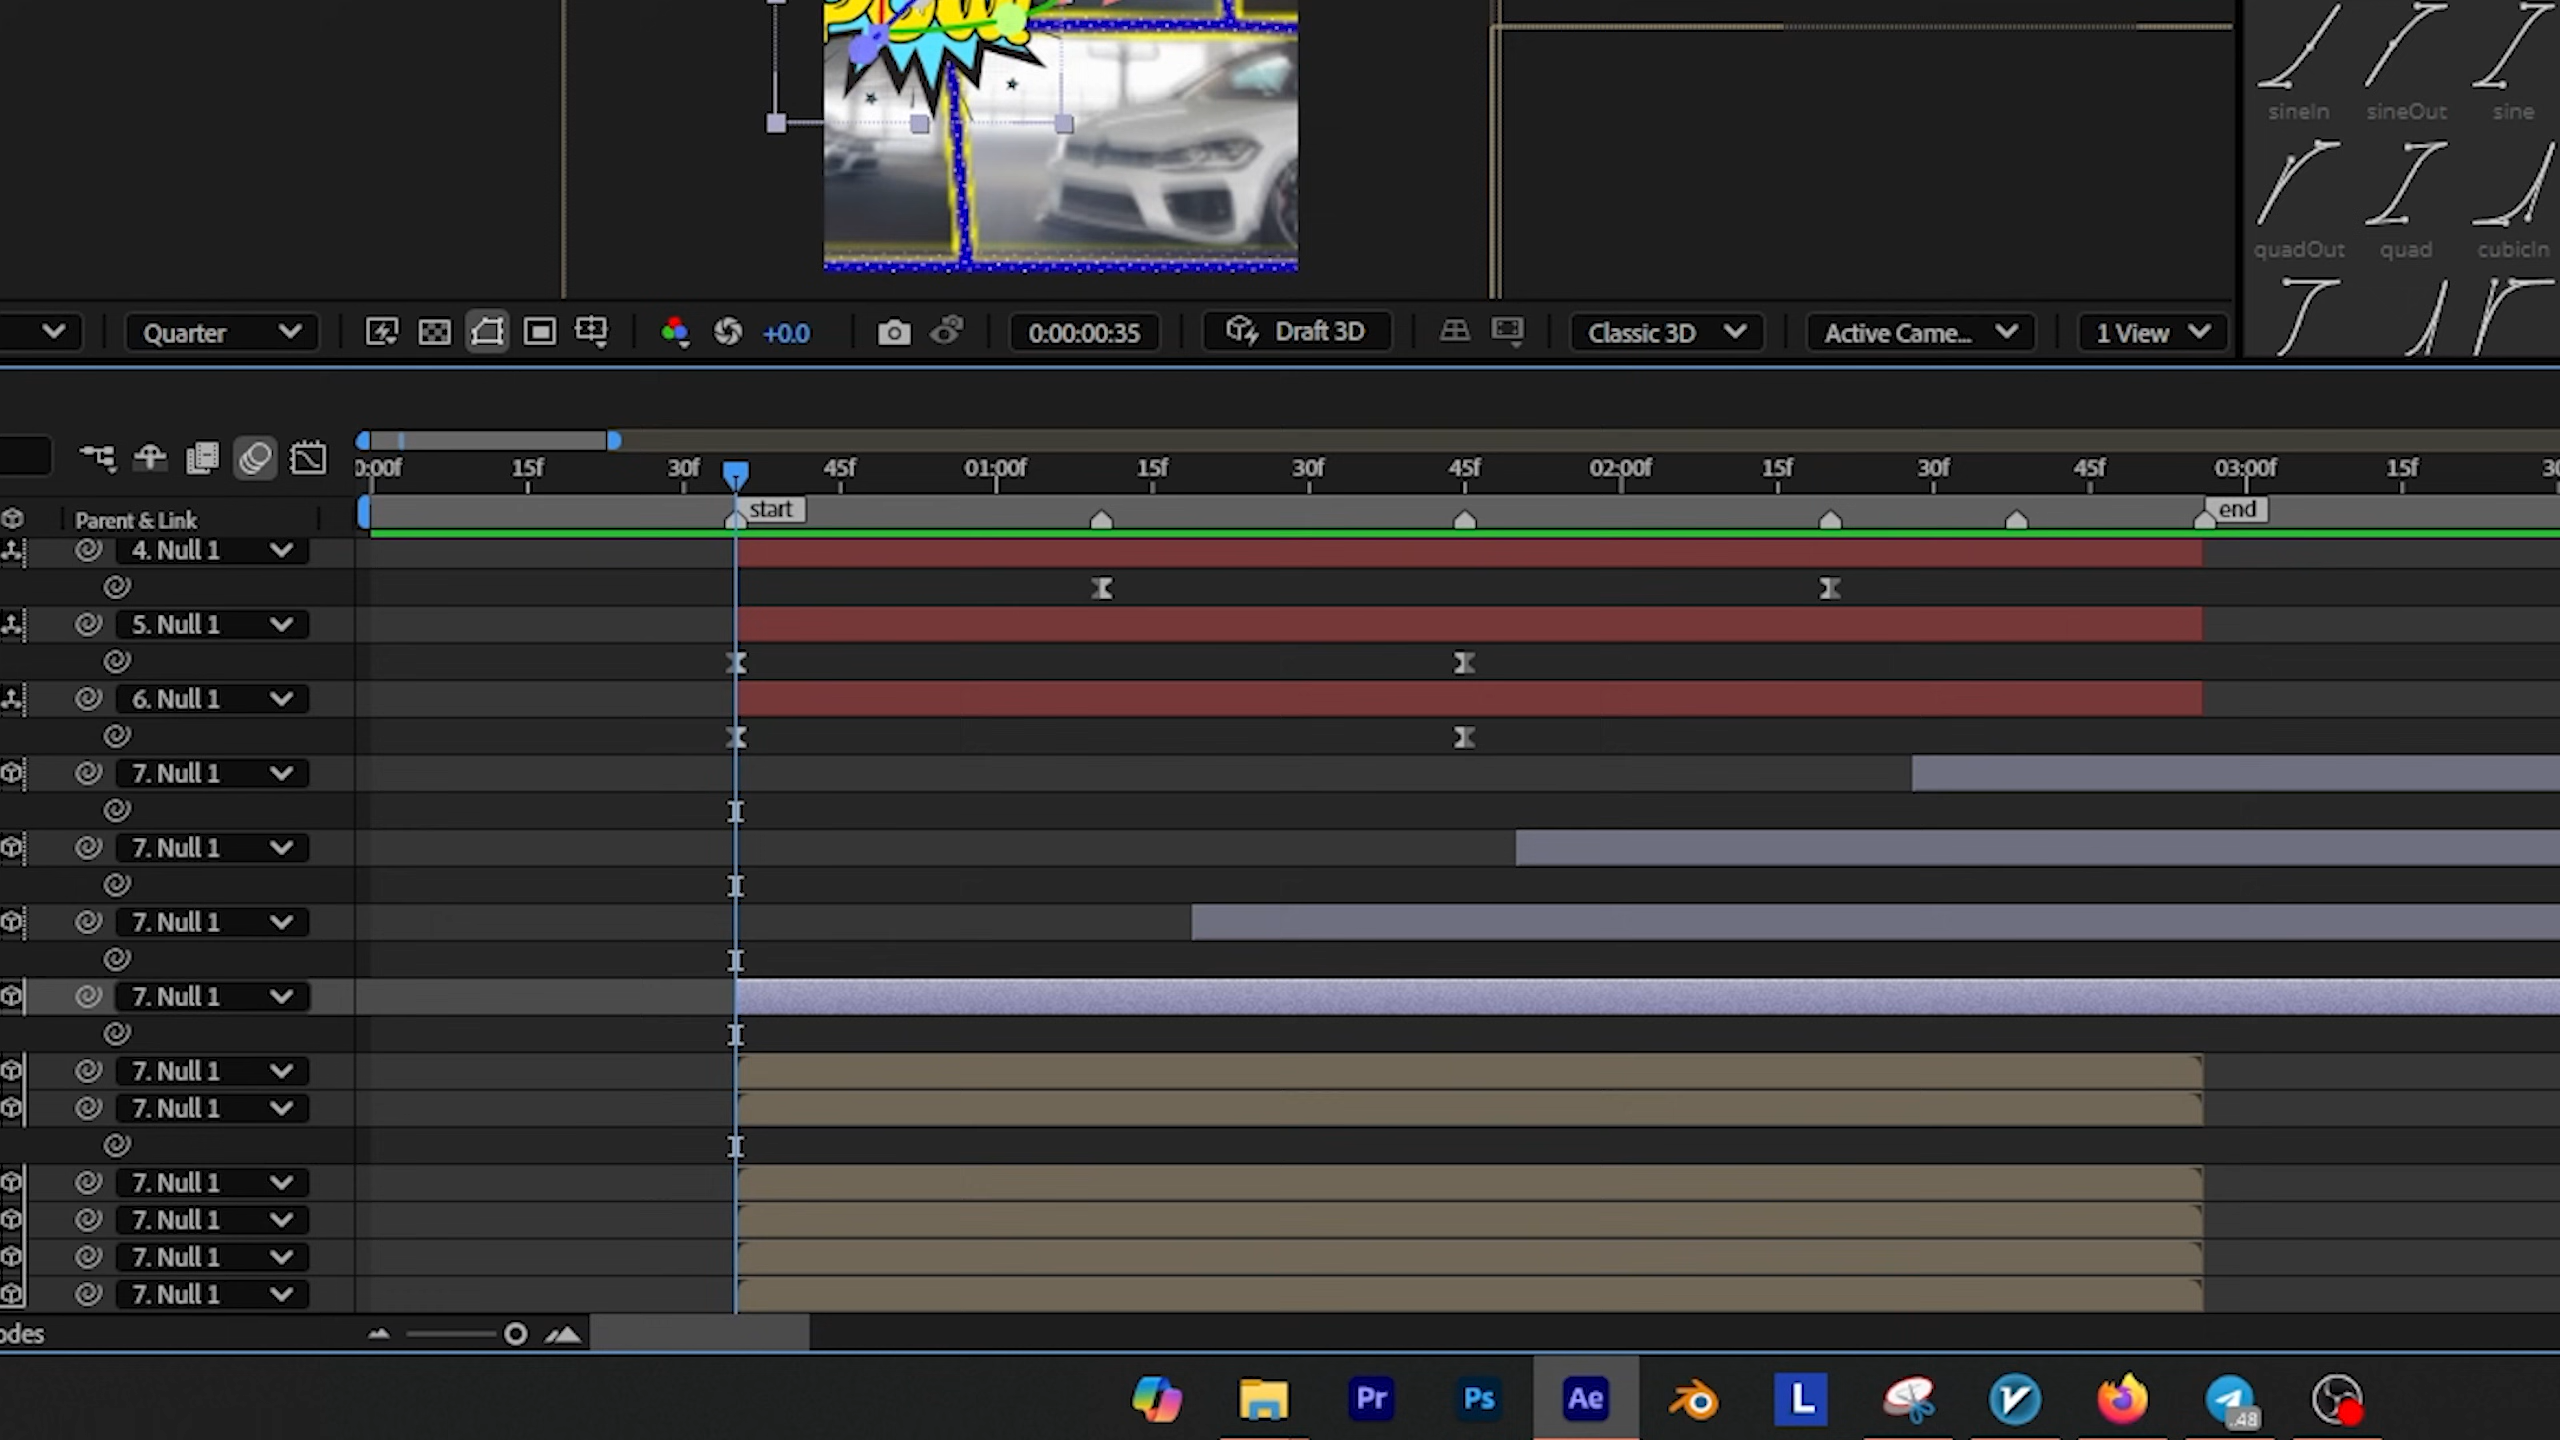 sineIn sineOut sine
quadOut quad cubicIn
Quarter +0.0 0:00:00:35 Draft 3D Classic 3D Active Came... 1 View
0:00f 15f 30f 45f 01:00f 15f 30f 45f 02:00f 15f 30f 45f 03:00f 15f
Parent & Link start end
4. Null 1
5. Null 1
6. Null 1
7. Null 1
7. Null 1
7. Null 1
7. Null 1
7. Null 1
7. Null 1
7. Null 1
7. Null 1
7. Null 1
7. Null 1
odes
Pr Ps Ae L ..48